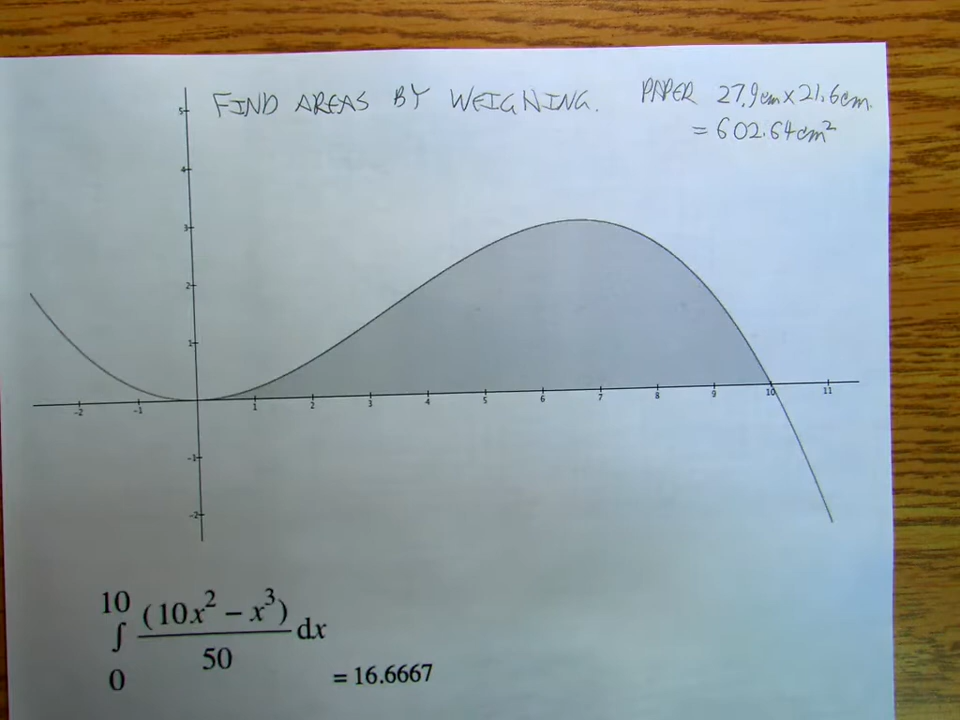 FIND AREAS BY WEIGNING. PAPER 27.9cm x 21.6cm.
= 602.64cm²
5
4
3
2
1
-1
-2
-2 -1 1 2 3 4 5 6 7 8 9 10 11
10
∫ (10x² – x³)/50 dx
0
= 16.6667